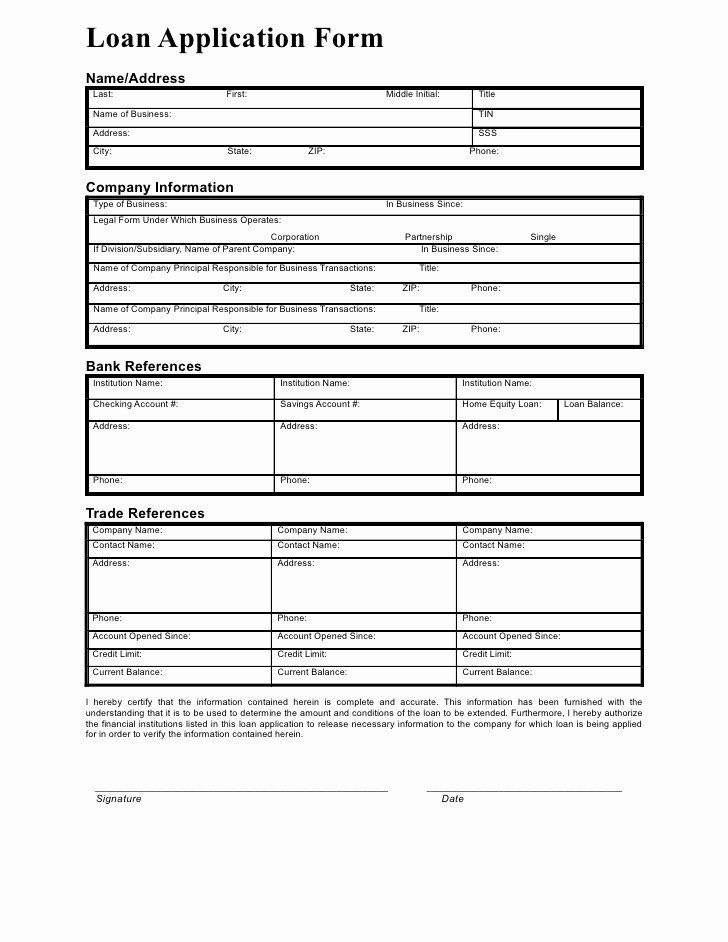 Loan Application Form
Name/Address
Last: First: Middle Initial: Title
Name of Business: TIN
Address: SSS
City: State: ZIP: Phone:
Company Information
Type of Business: In Business Since:
Legal Form Under Which Business Operates:
Corporation Partnership Single
If Division/Subsidiary, Name of Parent Company: In Business Since:
Name of Company Principal Responsible for Business Transactions: Title:
Address: City: State: ZIP: Phone:
Name of Company Principal Responsible for Business Transactions: Title:
Address: City: State: ZIP: Phone:
Bank References
Institution Name: Institution Name: Institution Name:
Checking Account #: Savings Account #: Home Equity Loan: Loan Balance:
Address: Address: Address:
Phone: Phone: Phone:
Trade References
Company Name: Company Name: Company Name:
Contact Name: Contact Name: Contact Name:
Address: Address: Address:
Phone: Phone: Phone:
Account Opened Since: Account Opened Since: Account Opened Since:
Credit Limit: Credit Limit: Credit Limit:
Current Balance: Current Balance: Current Balance:
I hereby certify that the information contained herein is complete and accurate. This information has been furnished with the
understanding that it is to be used to determine the amount and conditions of the loan to be extended. Furthermore, I hereby authorize
the financial institutions listed in this loan application to release necessary information to the company for which loan is being applied
for in order to verify the information contained herein.
Signature Date